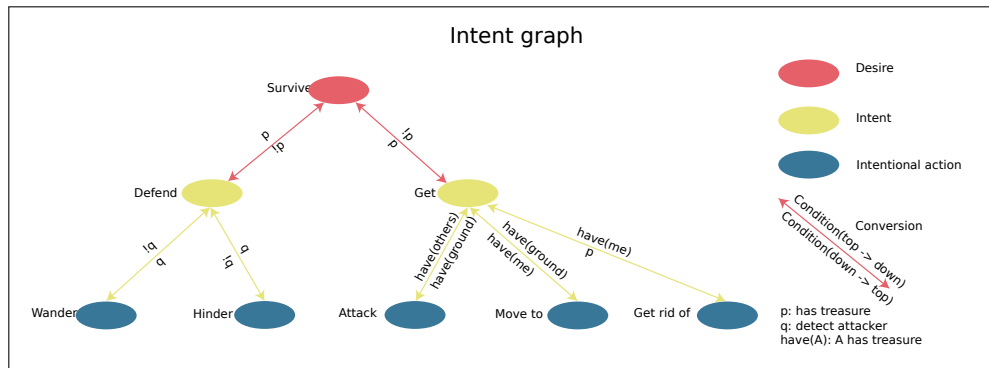 Intent graph
Desire
Survive
Intent
p
!p
!p
p
Intentional action
Defend
Get
Condition(top -> down)
Condition(down -> top)
Conversion
!q
q
q
!q
have(others)
have(ground)
have(ground)
have(me)
have(me)
p
Wander
Hinder
Attack
Move to
Get rid of
p: has treasure
q: detect attacker
have(A): A has treasure